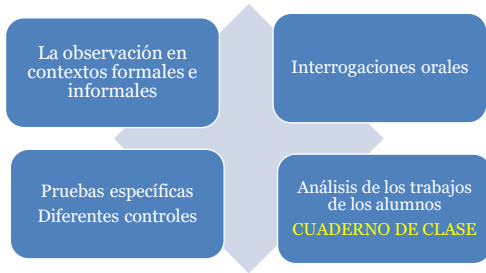 La observación en
contextos formales e
informales
Interrogaciones orales
Pruebas específicas
Diferentes controles
Análisis de los trabajos
de los alumnos
CUADERNO DE CLASE